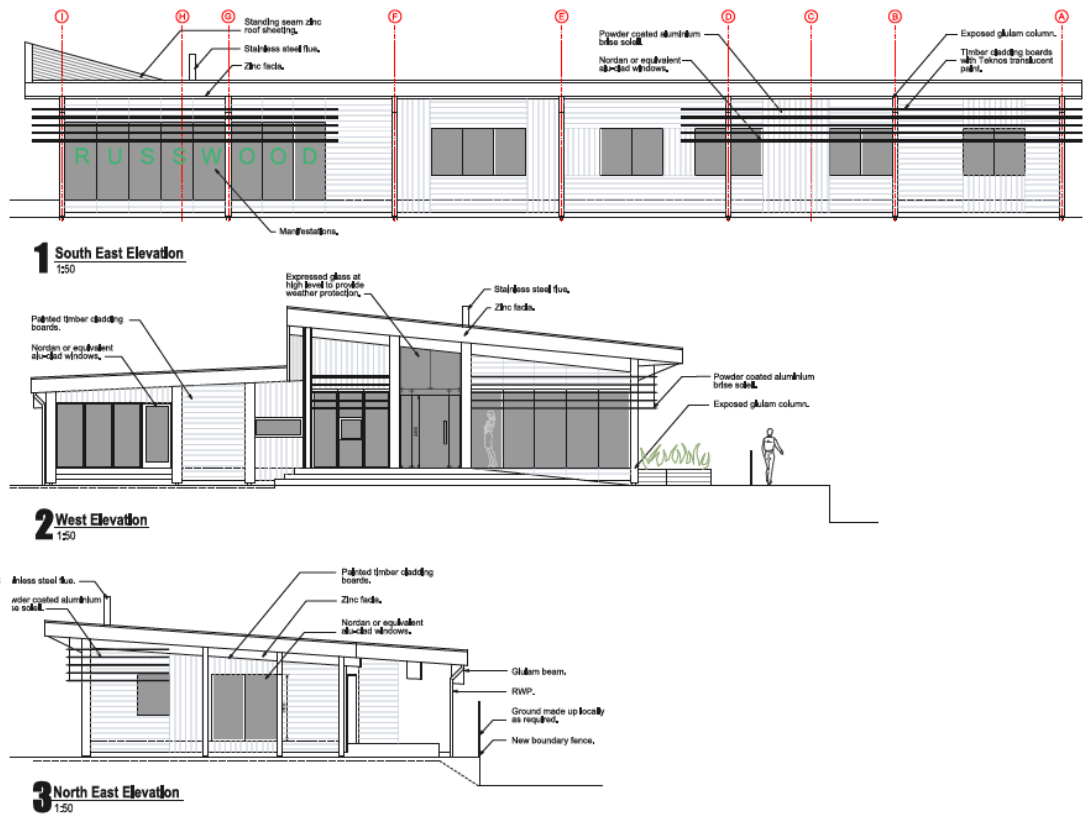 I H G F E D C B A
Standing seam zinc
roof sheeting.
Stainless steel flue.
Zinc facia.
Powder coated aluminium
brise soleil.
Nordan or equivalent
alu-clad windows.
Exposed glulam column.
Timber cladding boards
with Teknos translucent
paint.
RUSSWOOD
Manifestations.
1 South East Elevation
1:50
Expressed glass at
high level to provide
weather protection.
Stainless steel flue.
Zinc facia.
Painted timber cladding
boards.
Nordan or equivalent
alu-clad windows.
Powder coated aluminium
brise soleil.
Exposed glulam column.
2 West Elevation
1:50
inless steel flue.
wder coated aluminium
se soleil.
Painted timber cladding
boards.
Zinc facia.
Nordan or equivalent
alu-clad windows.
Glulam beam.
RWP.
Ground made up locally
as required.
New boundary fence.
3 North East Elevation
1:50